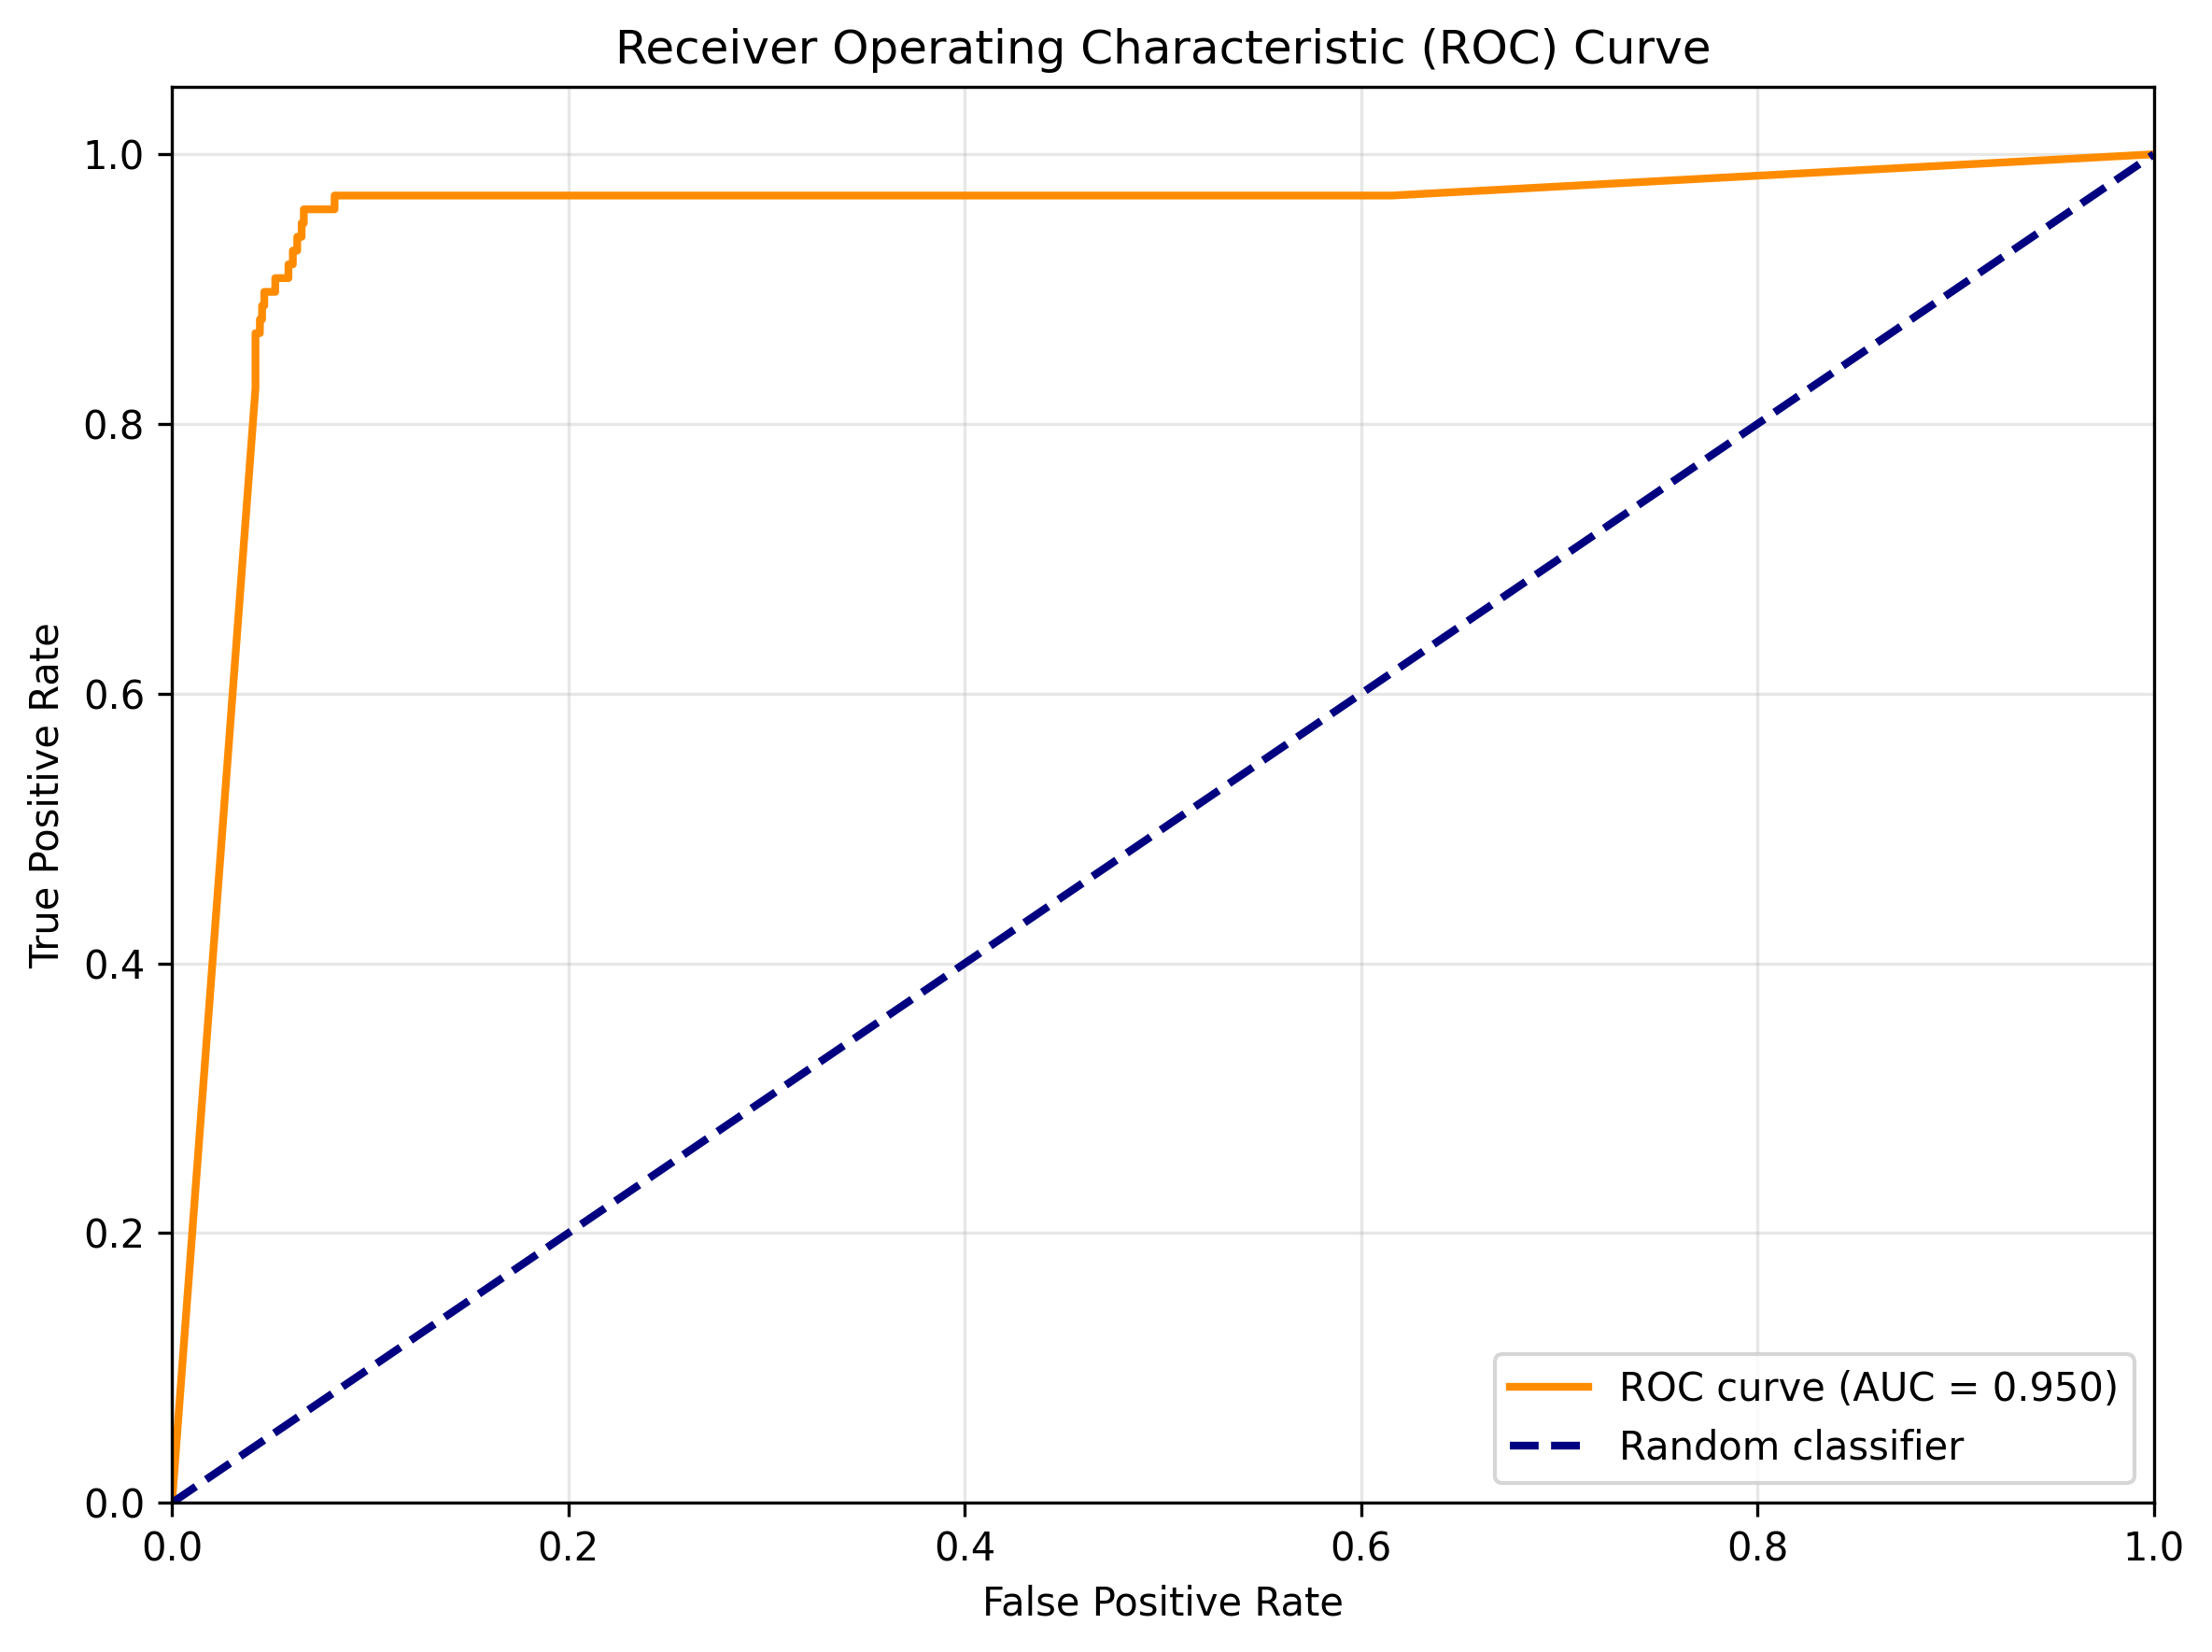 Receiver Operating Characteristic (ROC) Curve
True Positive Rate
1.0
0.8
0.6
0.4
0.2
0.0
0.0 0.2 0.4 0.6 0.8 1.0
False Positive Rate
ROC curve (AUC = 0.950)
Random classifier